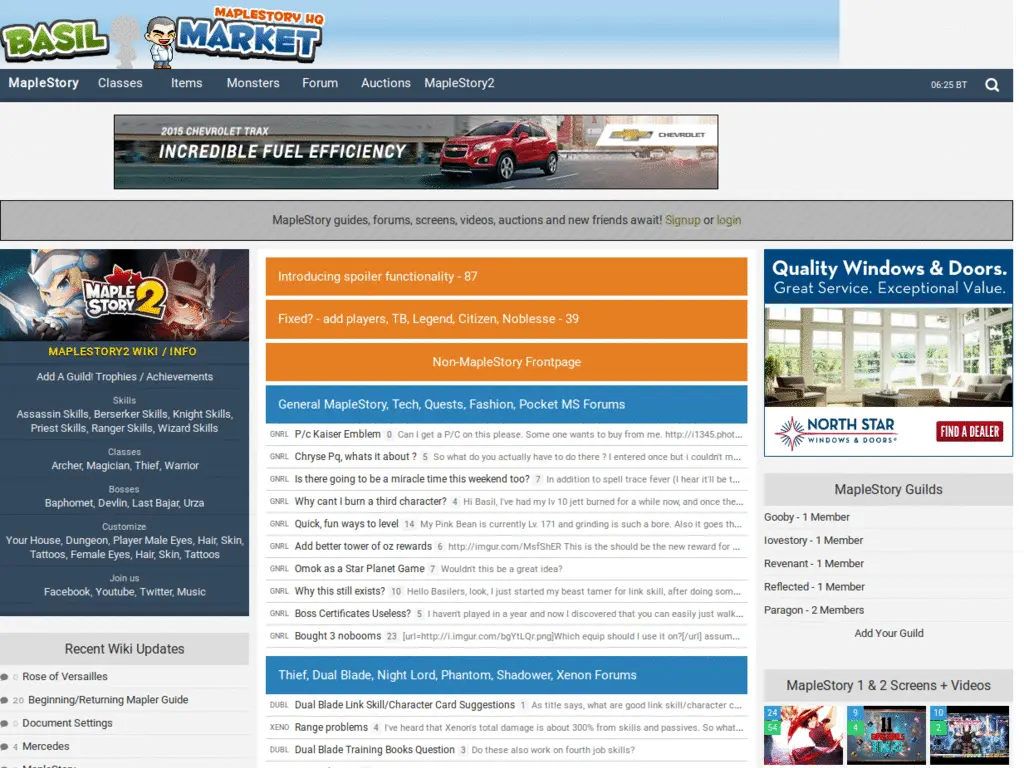 MAPLESTORY HQ
BASIL MARKET
MapleStory Classes Items Monsters Forum Auctions MapleStory2 06:25 BT
2015 CHEVROLET TRAX
INCREDIBLE FUEL EFFICIENCY
CHEVROLET
MapleStory guides, forums, screens, videos, auctions and new friends await! Signup or login
MAPLE STORY 2
MAPLESTORY2 WIKI / INFO
Add A Guild! Trophies / Achievements
Skills
Assassin Skills, Berserker Skills, Knight Skills,
Priest Skills, Ranger Skills, Wizard Skills
Classes
Archer, Magician, Thief, Warrior
Bosses
Baphomet, Devlin, Last Bajar, Urza
Customize
Your House, Dungeon, Player Male Eyes, Hair, Skin,
Tattoos, Female Eyes, Hair, Skin, Tattoos
Join us
Facebook, Youtube, Twitter, Music
Recent Wiki Updates
0 Rose of Versailles
20 Beginning/Returning Mapler Guide
0 Document Settings
4 Mercedes
MapleStory
Introducing spoiler functionality - 87
Fixed? - add players, TB, Legend, Citizen, Noblesse - 39
Non-MapleStory Frontpage
General MapleStory, Tech, Quests, Fashion, Pocket MS Forums
GNRL P/c Kaiser Emblem 0 Can I get a P/C on this please. Some one wants to buy from me. http://i1345.phot...
GNRL Chryse Pq, whats it about ? 5 So what do you actually have to do there ? I entered once but i couldn't m...
GNRL Is there going to be a miracle time this weekend too? 7 In addition to spell trace fever (I hear it'll be t...
GNRL Why cant I burn a third character? 4 Hi Basil, I've had my lv 10 jett burned for a while now, and once the...
GNRL Quick, fun ways to level 14 My Pink Bean is currently Lv. 171 and grinding is such a bore. Also it goes th...
GNRL Add better tower of oz rewards 6 http://imgur.com/MsfShER This is the should be the new reward for ...
GNRL Omok as a Star Planet Game 7 Wouldn't this be a great idea?
GNRL Why this still exists? 10 Hello Basilers, look, I just started my beast tamer for link skill, after doing som...
GNRL Boss Certificates Useless? 5 I haven't played in a year and now I discovered that you can easily just walk...
GNRL Bought 3 nobooms 23 [url=http://i.imgur.com/bgYtLQr.png]Which equip should I use it on?[/url] assum...
Thief, Dual Blade, Night Lord, Phantom, Shadower, Xenon Forums
DUBL Dual Blade Link Skill/Character Card Suggestions 1 As title says, what are good link skill/character c...
XENO Range problems 4 I've heard that Xenon's total damage is about 300% from skills and passives. So what...
DUBL Dual Blade Training Books Question 3 Do these also work on fourth job skills?
Quality Windows & Doors.
Great Service. Exceptional Value.
NORTH STAR
WINDOWS & DOORS
FIND A DEALER
MapleStory Guilds
Gooby - 1 Member
Iovestory - 1 Member
Revenant - 1 Member
Reflected - 1 Member
Paragon - 2 Members
Add Your Guild
MapleStory 1 & 2 Screens + Videos
24 9 10
54 4 2